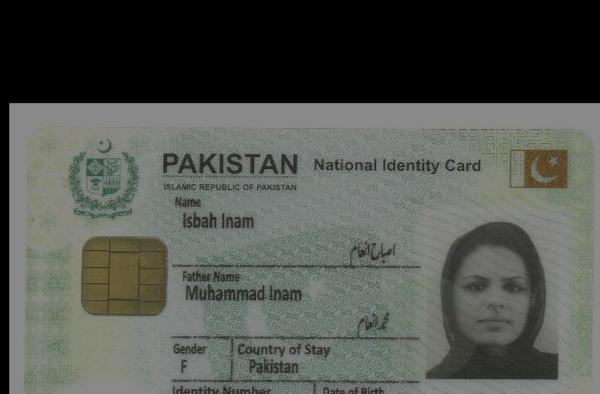 PAKISTAN National Identity Card
ISLAMIC REPUBLIC OF PAKISTAN
Name
Isbah Inam
اصباح انعام
Father Name
Muhammad Inam
محمد انعام
Gender Country of Stay
F Pakistan
Identity Number Date of Birth